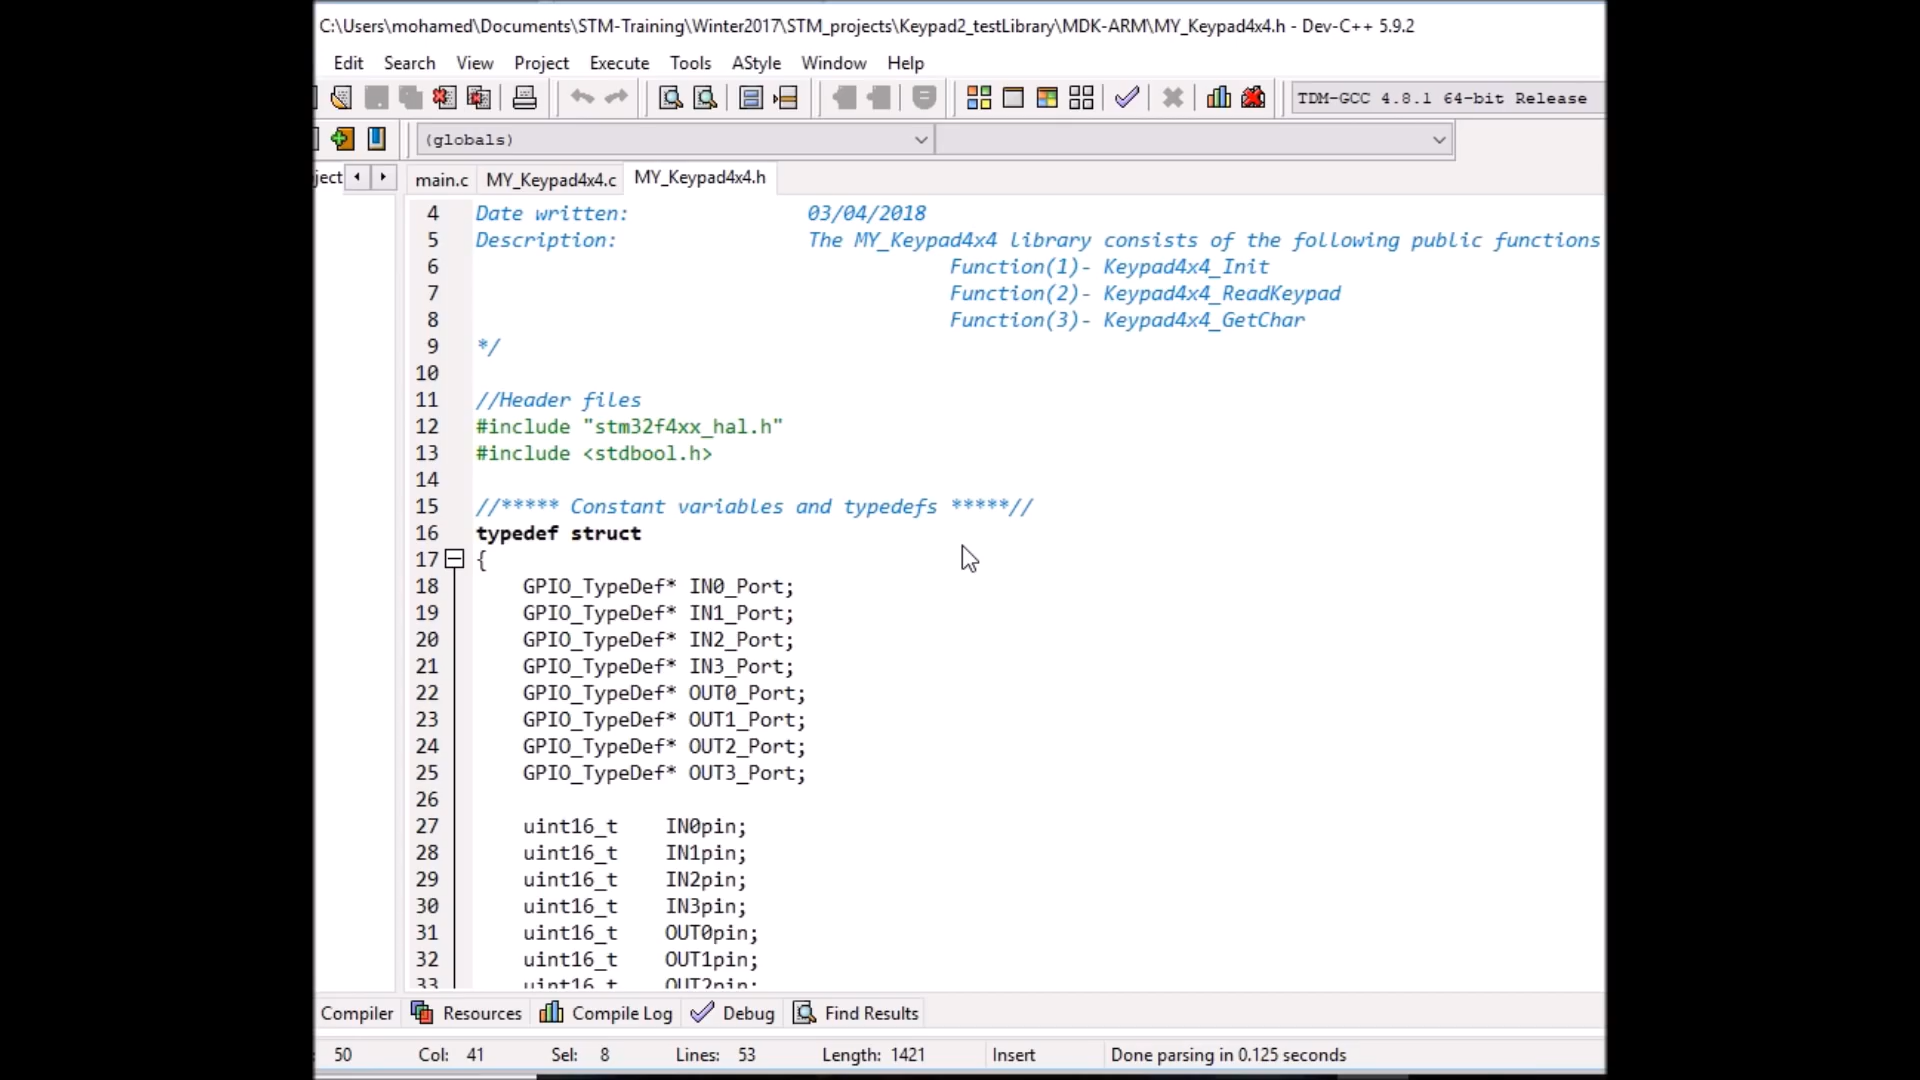 C:\Users\mohamed\Documents\STM-Training\Winter2017\STM_projects\Keypad2_testLibrary\MDK-ARM\MY_Keypad4x4.h - Dev-C++ 5.9.2
Edit Search View Project Execute Tools AStyle Window Help
TDM-GCC 4.8.1 64-bit Release
(globals)
ject main.c MY_Keypad4x4.c MY_Keypad4x4.h
4 Date written: 03/04/2018
5 Description: The MY_Keypad4x4 library consists of the following public functions
6 Function(1)- Keypad4x4_Init
7 Function(2)- Keypad4x4_ReadKeypad
8 Function(3)- Keypad4x4_GetChar
9 */
10
11 //Header files
12 #include "stm32f4xx_hal.h"
13 #include <stdbool.h>
14
15 //***** Constant variables and typedefs *****//
16 typedef struct
17 {
18 GPIO_TypeDef* IN0_Port;
19 GPIO_TypeDef* IN1_Port;
20 GPIO_TypeDef* IN2_Port;
21 GPIO_TypeDef* IN3_Port;
22 GPIO_TypeDef* OUT0_Port;
23 GPIO_TypeDef* OUT1_Port;
24 GPIO_TypeDef* OUT2_Port;
25 GPIO_TypeDef* OUT3_Port;
26
27 uint16_t IN0pin;
28 uint16_t IN1pin;
29 uint16_t IN2pin;
30 uint16_t IN3pin;
31 uint16_t OUT0pin;
32 uint16_t OUT1pin;
33 uint16_t OUT2pin;
Compiler Resources Compile Log Debug Find Results
50 Col: 41 Sel: 8 Lines: 53 Length: 1421 Insert Done parsing in 0.125 seconds